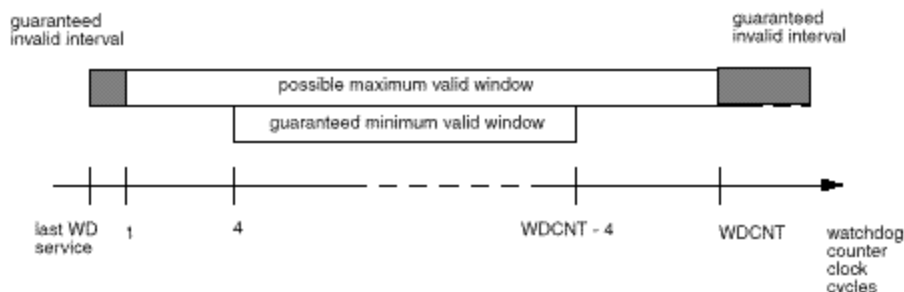 guaranteed
invalid interval
guaranteed
invalid interval
possible maximum valid window
guaranteed minimum valid window
last WD
service
1
4
WDCNT - 4
WDCNT
watchdog
counter
clock
cycles